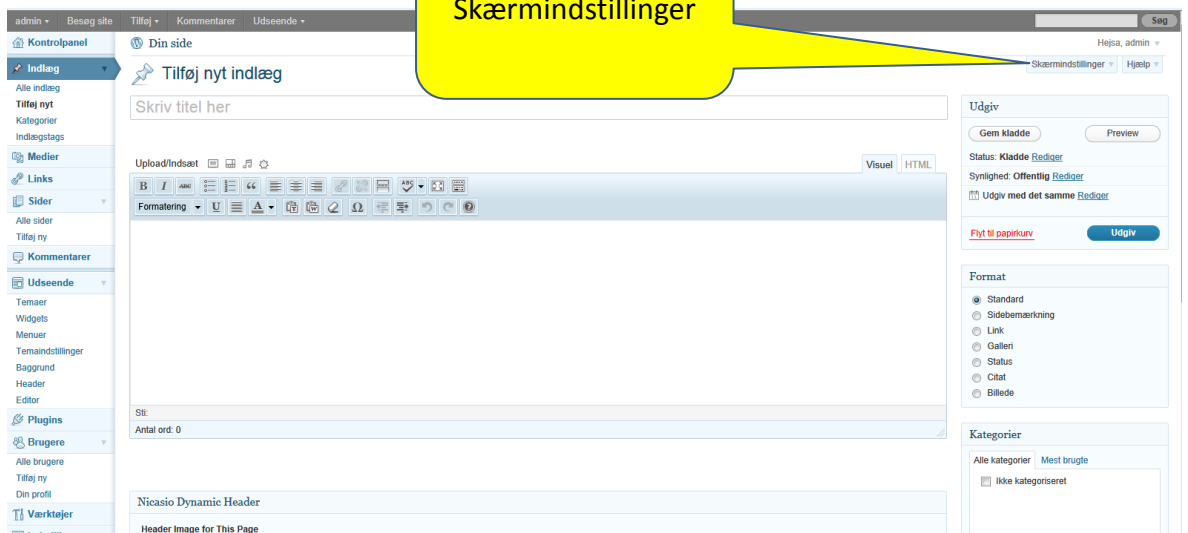 Skærmindstillinger
admin Besøg site Tilføj Kommentarer Udseende Søg
Kontrolpanel
Din side
Hejsa, admin
Indlæg
Tilføj nyt indlæg
Skærmindstillinger Hjælp
Alle indlæg
Tilføj nyt
Kategorier
Indlægstags
Medier
Links
Sider
Alle sider
Tilføj ny
Kommentarer
Udseende
Temaer
Widgets
Menuer
Temaindstillinger
Baggrund
Header
Editor
Plugins
Brugere
Alle brugere
Tilføj ny
Din profil
Værktøjer
Skriv titel her
Upload/Indsæt
Visuel HTML
B I ABC ABC
Formatering U A Ω
Sti:
Antal ord: 0
Nicasio Dynamic Header
Header Image for This Page
Udgiv
Gem kladde Preview
Status: Kladde Rediger
Synlighed: Offentlig Rediger
Udgiv med det samme Rediger
Flyt til papirkurv Udgiv
Format
Standard
Sidebemærkning
Link
Galleri
Status
Citat
Billede
Kategorier
Alle kategorier Mest brugte
Ikke kategoriseret